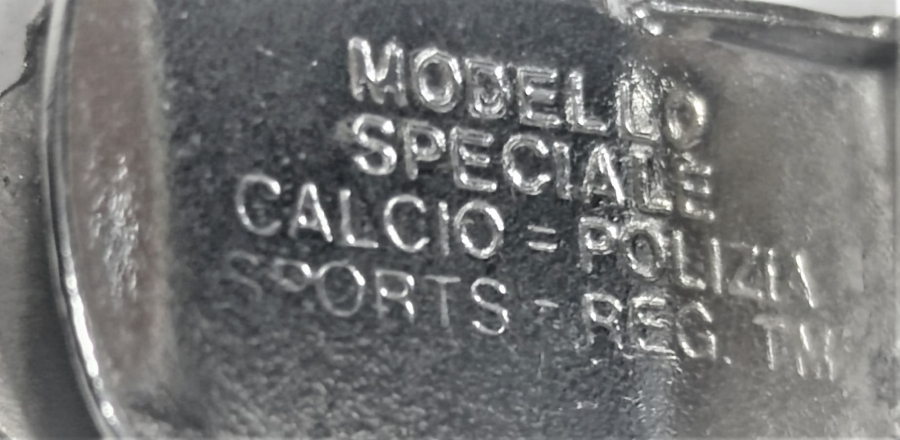 MODELLO
SPECIALE
CALCIO = POLIZIA
SPORTS - REG. TM